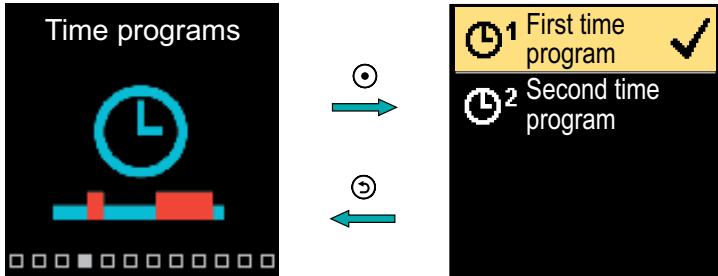 Time programs
1 First time
program
2 Second time
program